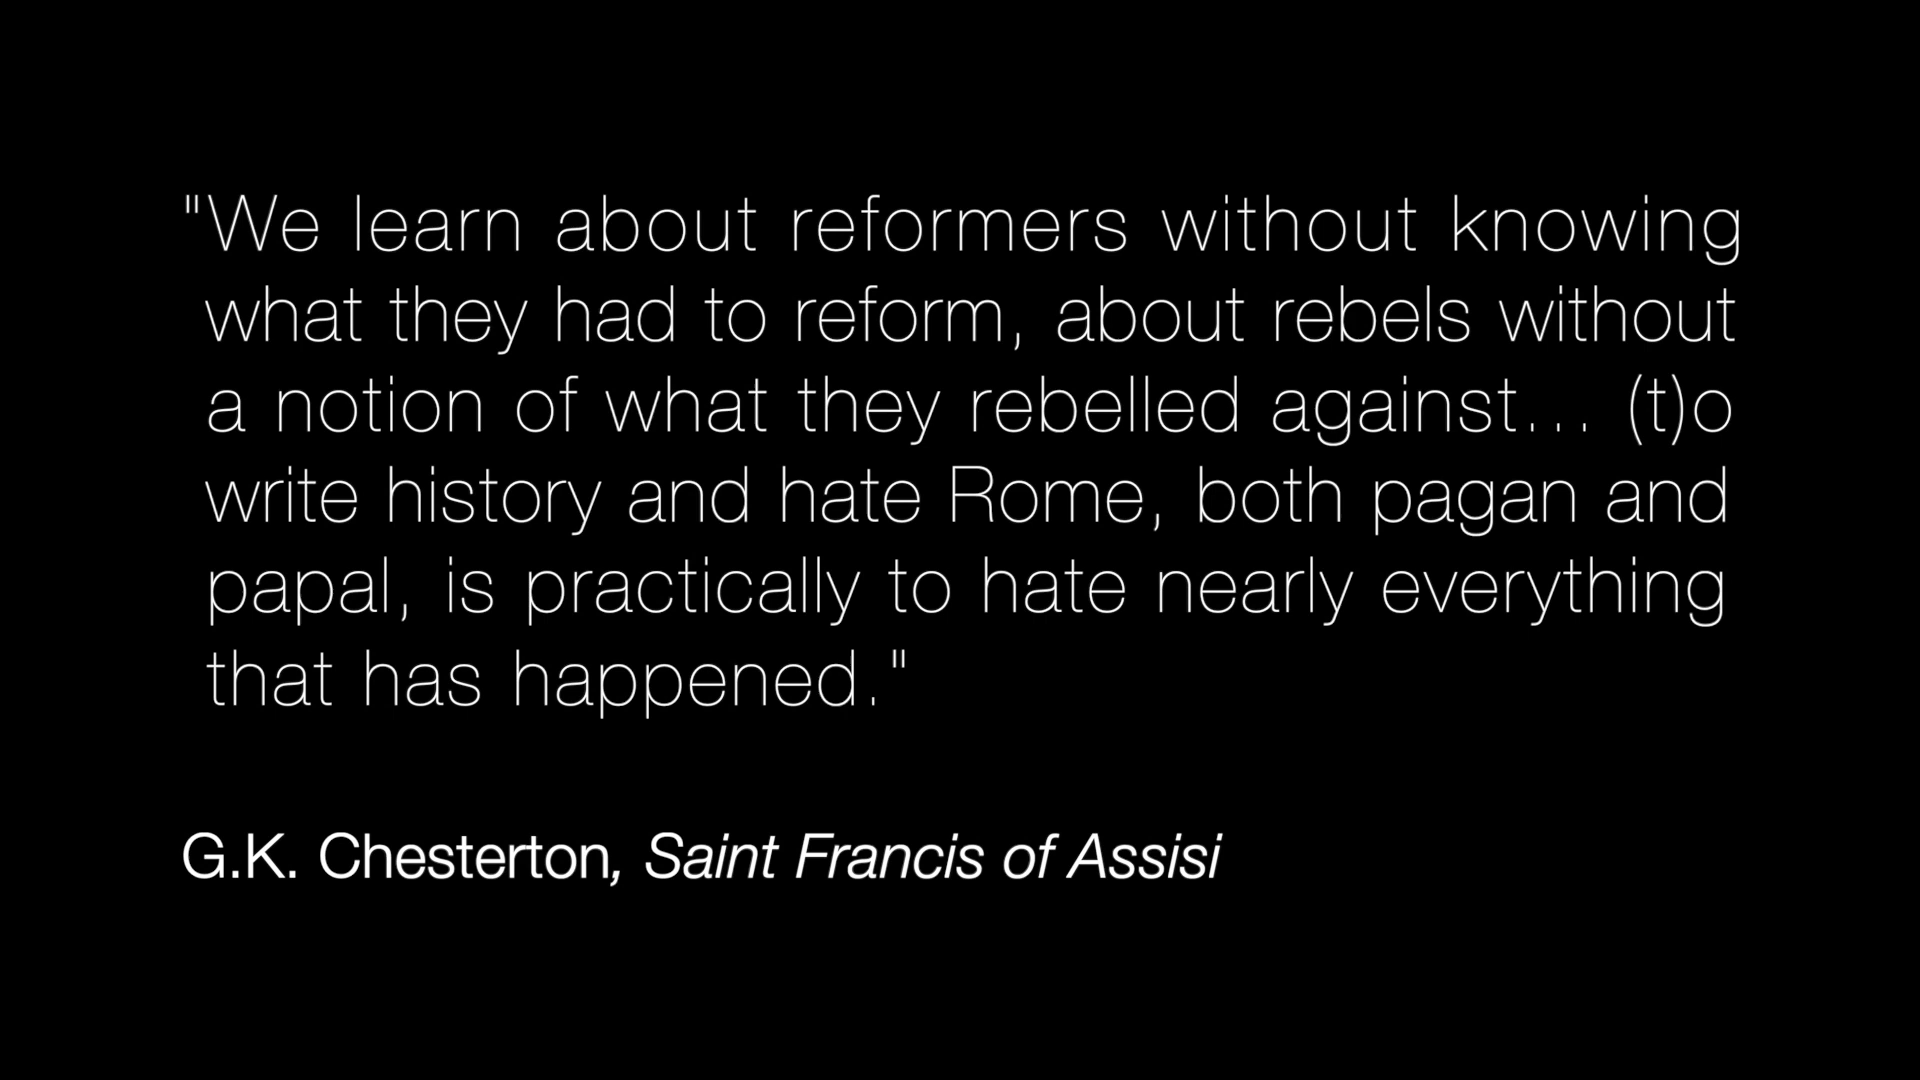 "We learn about reformers without knowing
what they had to reform, about rebels without
a notion of what they rebelled against... (t)o
write history and hate Rome, both pagan and
papal, is practically to hate nearly everything
that has happened."
G.K. Chesterton, Saint Francis of Assisi